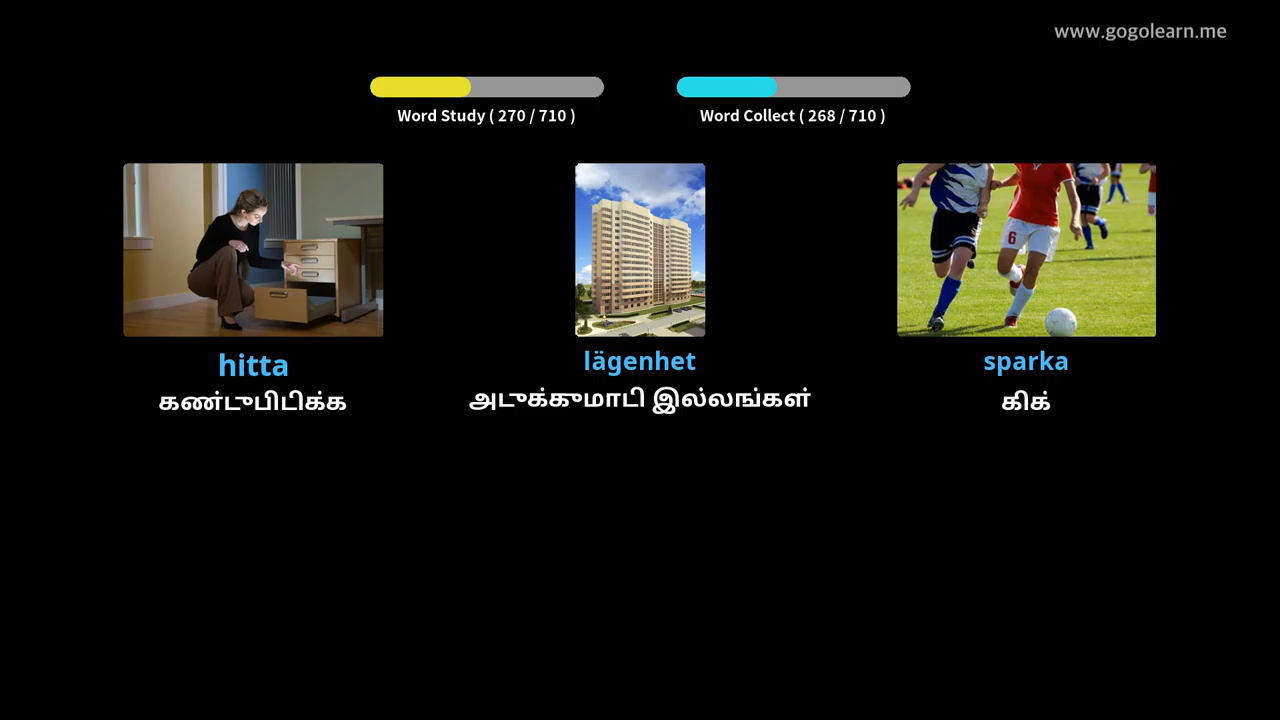 www.gogolearn.me
Word Study ( 270 / 710 )
Word Collect ( 268 / 710 )
hitta
lägenhet
sparka
கண்டுபிடிக்க
அடுக்குமாடி இல்லங்கள்
கிக்
6